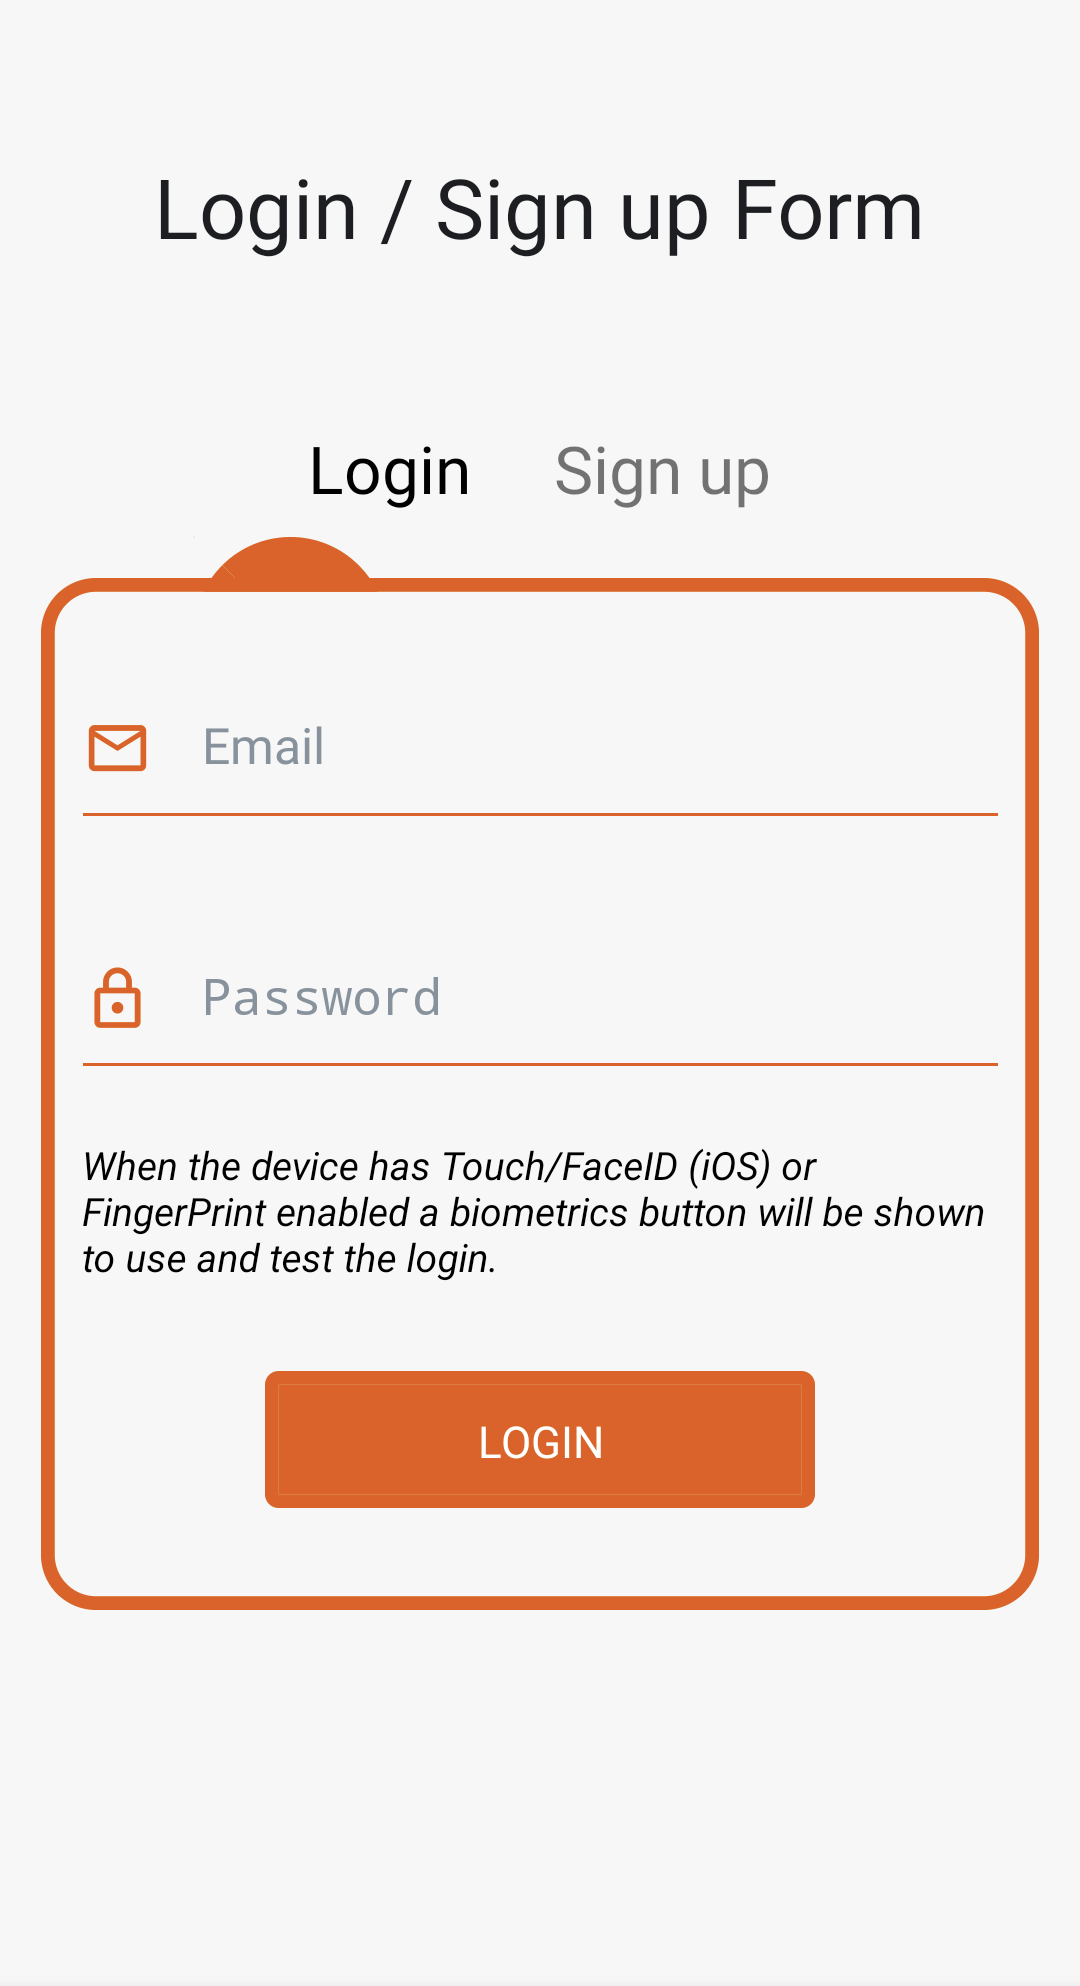 Login / Sign up Form
Login
Sign up
Email
Password
When the device has Touch/FaceID (iOS) or
FingerPrint enabled a biometrics button will be shown
to use and test the login.
LOGIN